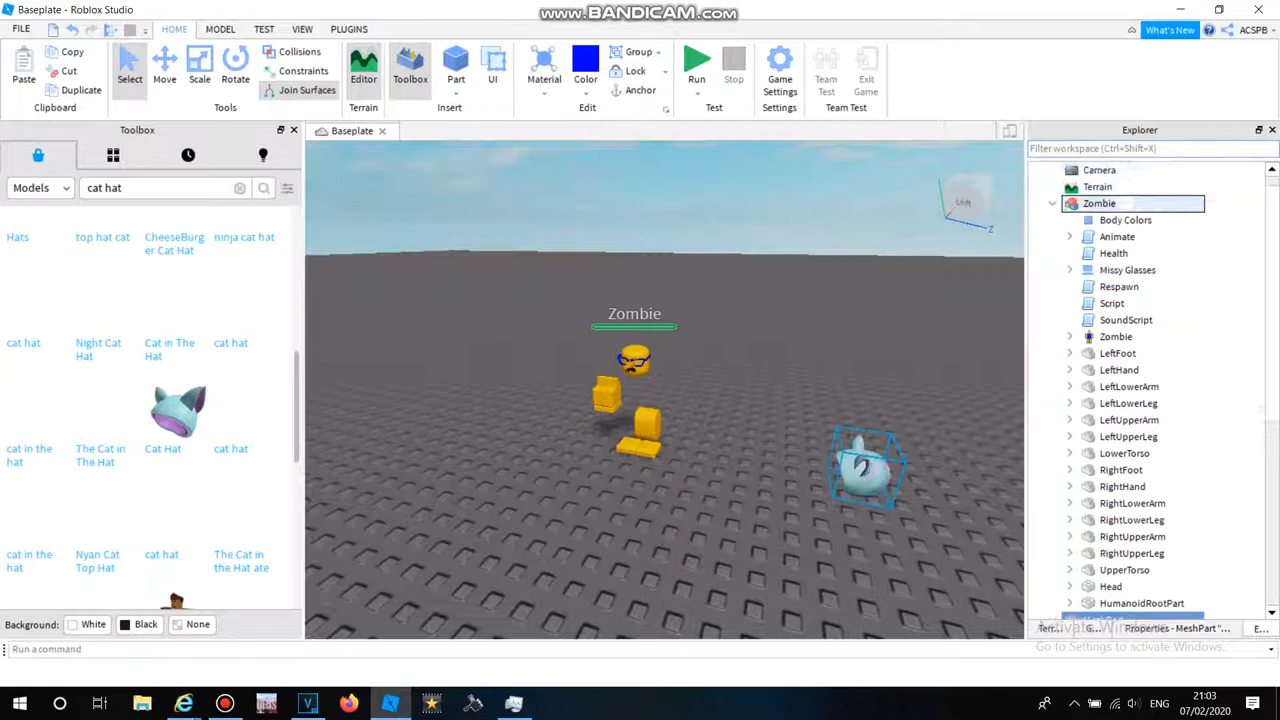 Baseplate - Roblox Studio
www.BANDICAM.com
FILE HOME MODEL TEST VIEW PLUGINS What's New ACSPB
Paste Copy Cut Duplicate Select Move Scale Rotate Collisions Constraints Join Surfaces Editor Toolbox Part UI Material Color Group Lock Anchor Run Stop Game Settings Team Test Exit Game
Clipboard Tools Terrain Insert Edit Test Settings Team Test
Toolbox
Baseplate
Explorer
Filter workspace (Ctrl+Shift+X)
Models
cat hat
Hats
top hat cat
CheeseBurg
er Cat Hat
ninja cat hat
cat hat
Night Cat
Hat
Cat in The
Hat
cat hat
cat in the
hat
The Cat in
The Hat
Cat Hat
cat hat
cat in the
hat
Nyan Cat
Top Hat
cat hat
The Cat in
the Hat ate
Background: White Black None
Zombie
Left
Z
Camera
Terrain
Zombie
Body Colors
Animate
Health
Missy Glasses
Respawn
Script
SoundScript
Zombie
LeftFoot
LeftHand
LeftLowerArm
LeftLowerLeg
LeftUpperArm
LeftUpperLeg
LowerTorso
RightFoot
RightHand
RightLowerArm
RightLowerLeg
RightUpperArm
RightUpperLeg
UpperTorso
Head
HumanoidRootPart
Terr... G... Properties - MeshPart "... E...
Activate Windows
Go to Settings to activate Windows.
Run a command
ENG
21:03
07/02/2020